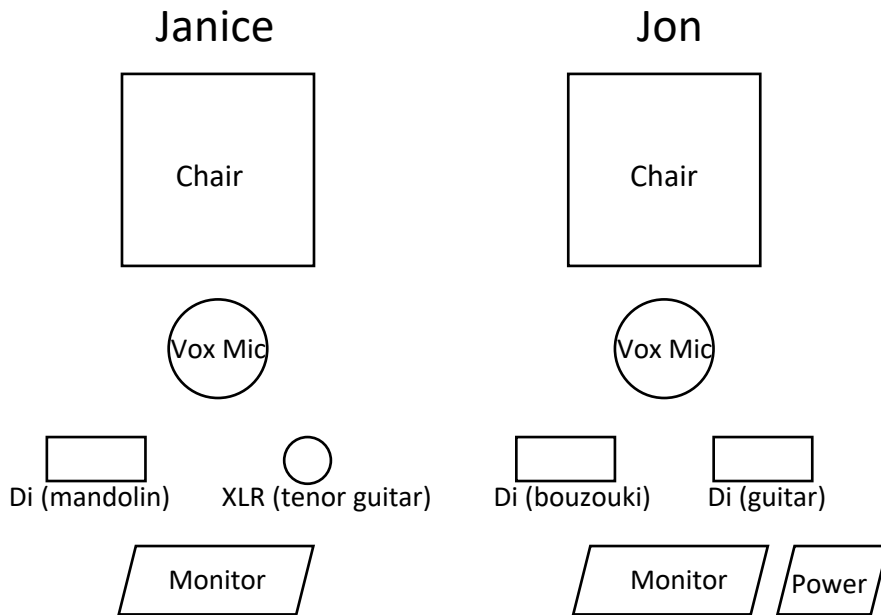 Janice
Jon
Chair
Chair
Vox Mic
Vox Mic
Di (mandolin)
XLR (tenor guitar)
Di (bouzouki)
Di (guitar)
Monitor
Monitor
Power